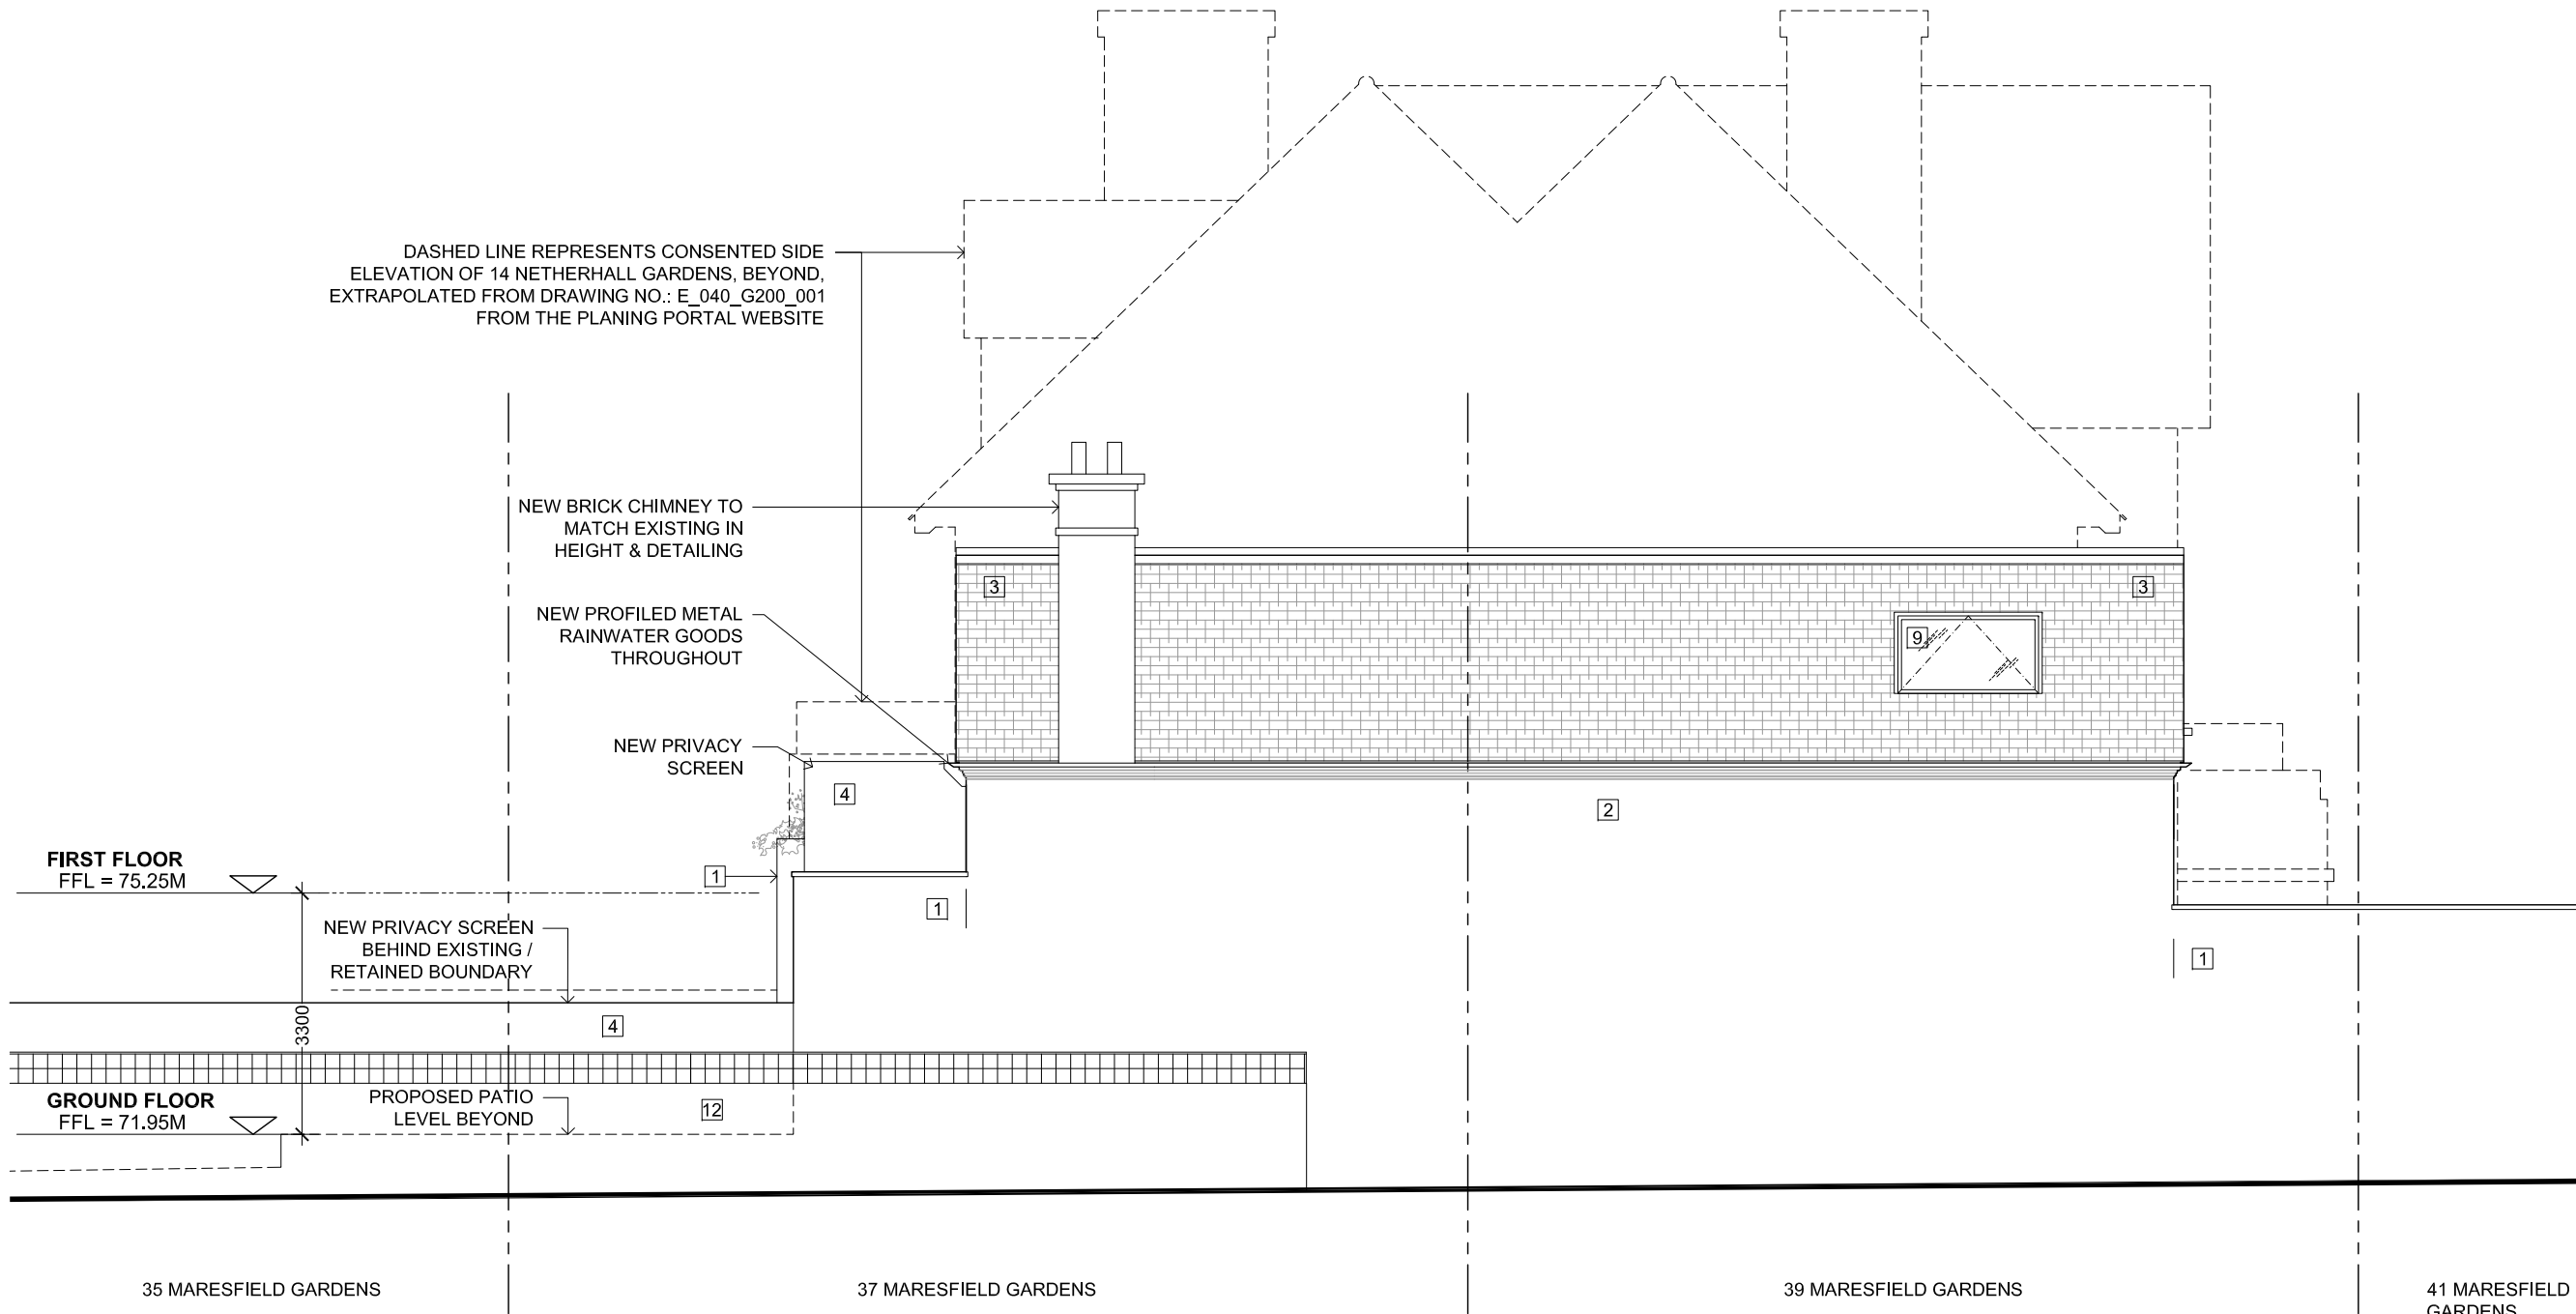 DASHED LINE REPRESENTS CONSENTED SIDE
ELEVATION OF 14 NETHERHALL GARDENS, BEYOND,
EXTRAPOLATED FROM DRAWING NO.: E_040_G200_001
FROM THE PLANING PORTAL WEBSITE
NEW BRICK CHIMNEY TO
MATCH EXISTING IN
HEIGHT & DETAILING
3
3
NEW PROFILED METAL
RAINWATER GOODS
THROUGHOUT
9
NEW PRIVACY
SCREEN
4
2
FIRST FLOOR
FFL = 75.25M
1
1
NEW PRIVACY SCREEN
BEHIND EXISTING /
RETAINED BOUNDARY
1
3300
4
GROUND FLOOR
FFL = 71.95M
PROPOSED PATIO
LEVEL BEYOND
12
35 MARESFIELD GARDENS
37 MARESFIELD GARDENS
39 MARESFIELD GARDENS
41 MARESFIELD
GARDENS